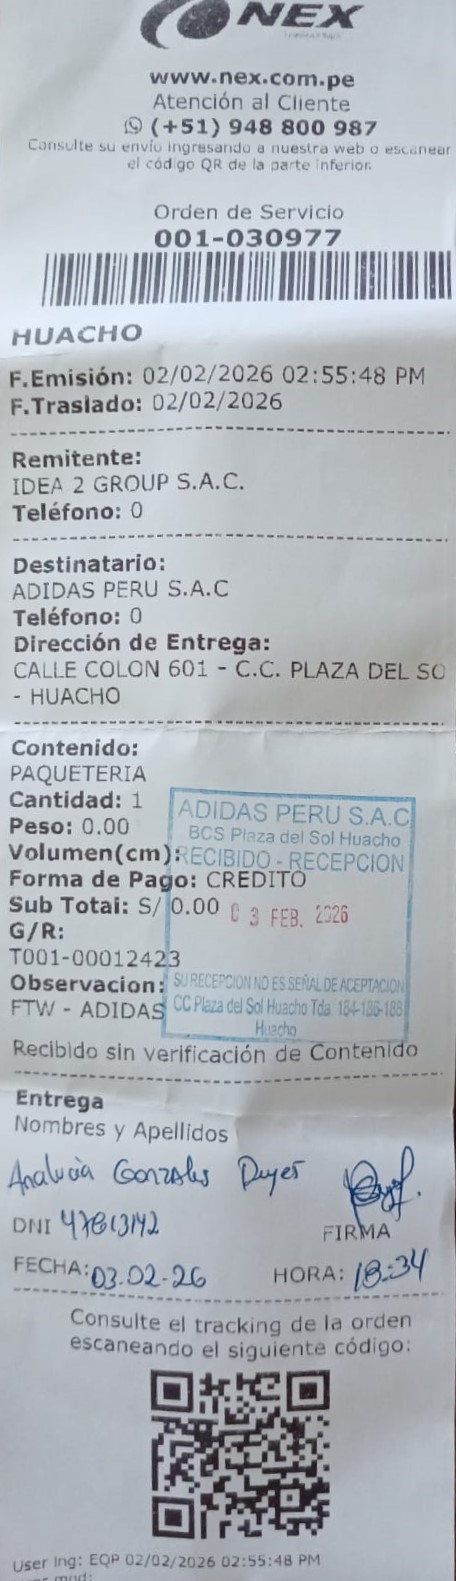 NEX
www.nex.com.pe
Atención al Cliente
(+51) 948 800 987
Consulte su envío ingresando a nuestra web o escanear
el código QR de la parte inferior.
Orden de Servicio
001-030977
HUACHO
F.Emisión: 02/02/2026 02:55:48 PM
F.Traslado: 02/02/2026
Remitente:
IDEA 2 GROUP S.A.C.
Teléfono: 0
Destinatario:
ADIDAS PERU S.A.C
Teléfono: 0
Dirección de Entrega:
CALLE COLON 601 - C.C. PLAZA DEL SO
- HUACHO
Contenido:
PAQUETERIA
Cantidad: 1
Peso: 0.00
Volumen(cm):
Forma de Pago: CREDITO
Sub Total: S/ 0.00
G/R:
T001-00012423
Observacion:
FTW - ADIDAS
ADIDAS PERU S.A.C
BCS Plaza del Sol Huacho
RECIBIDO - RECEPCION
03 FEB. 2026
SU RECEPCION NO ES SEÑAL DE ACEPTACION
CC Plaza del Sol Huacho Tda. 184-186-188
Huacho
Recibido sin verificación de Contenido
Entrega
Nombres y Apellidos
Analucia Gonzales
DNI
FIRMA
FECHA: 03.02.26 HORA: 18:34
Consulte el tracking de la orden
escaneando el siguiente código:
User Ing: EQP 02/02/2026 02:55:48 PM